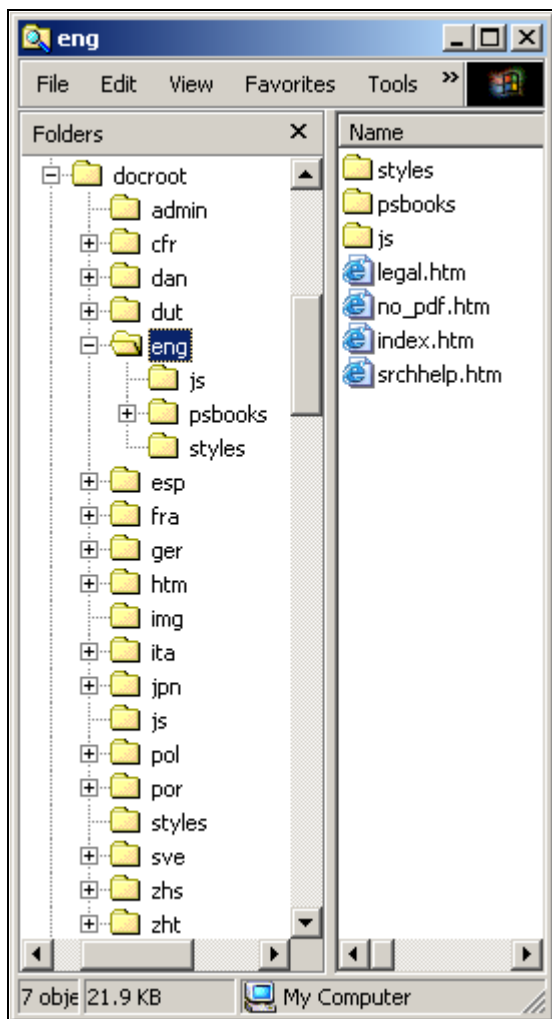 eng
File Edit View Favorites Tools »
Folders
docroot
admin
cfr
dan
dut
eng
js
psbooks
styles
esp
fra
ger
htm
img
ita
jpn
js
pol
por
styles
sve
zhs
zht
Name
styles
psbooks
js
legal.htm
no_pdf.htm
index.htm
srchhelp.htm
7 obje 21.9 KB My Computer